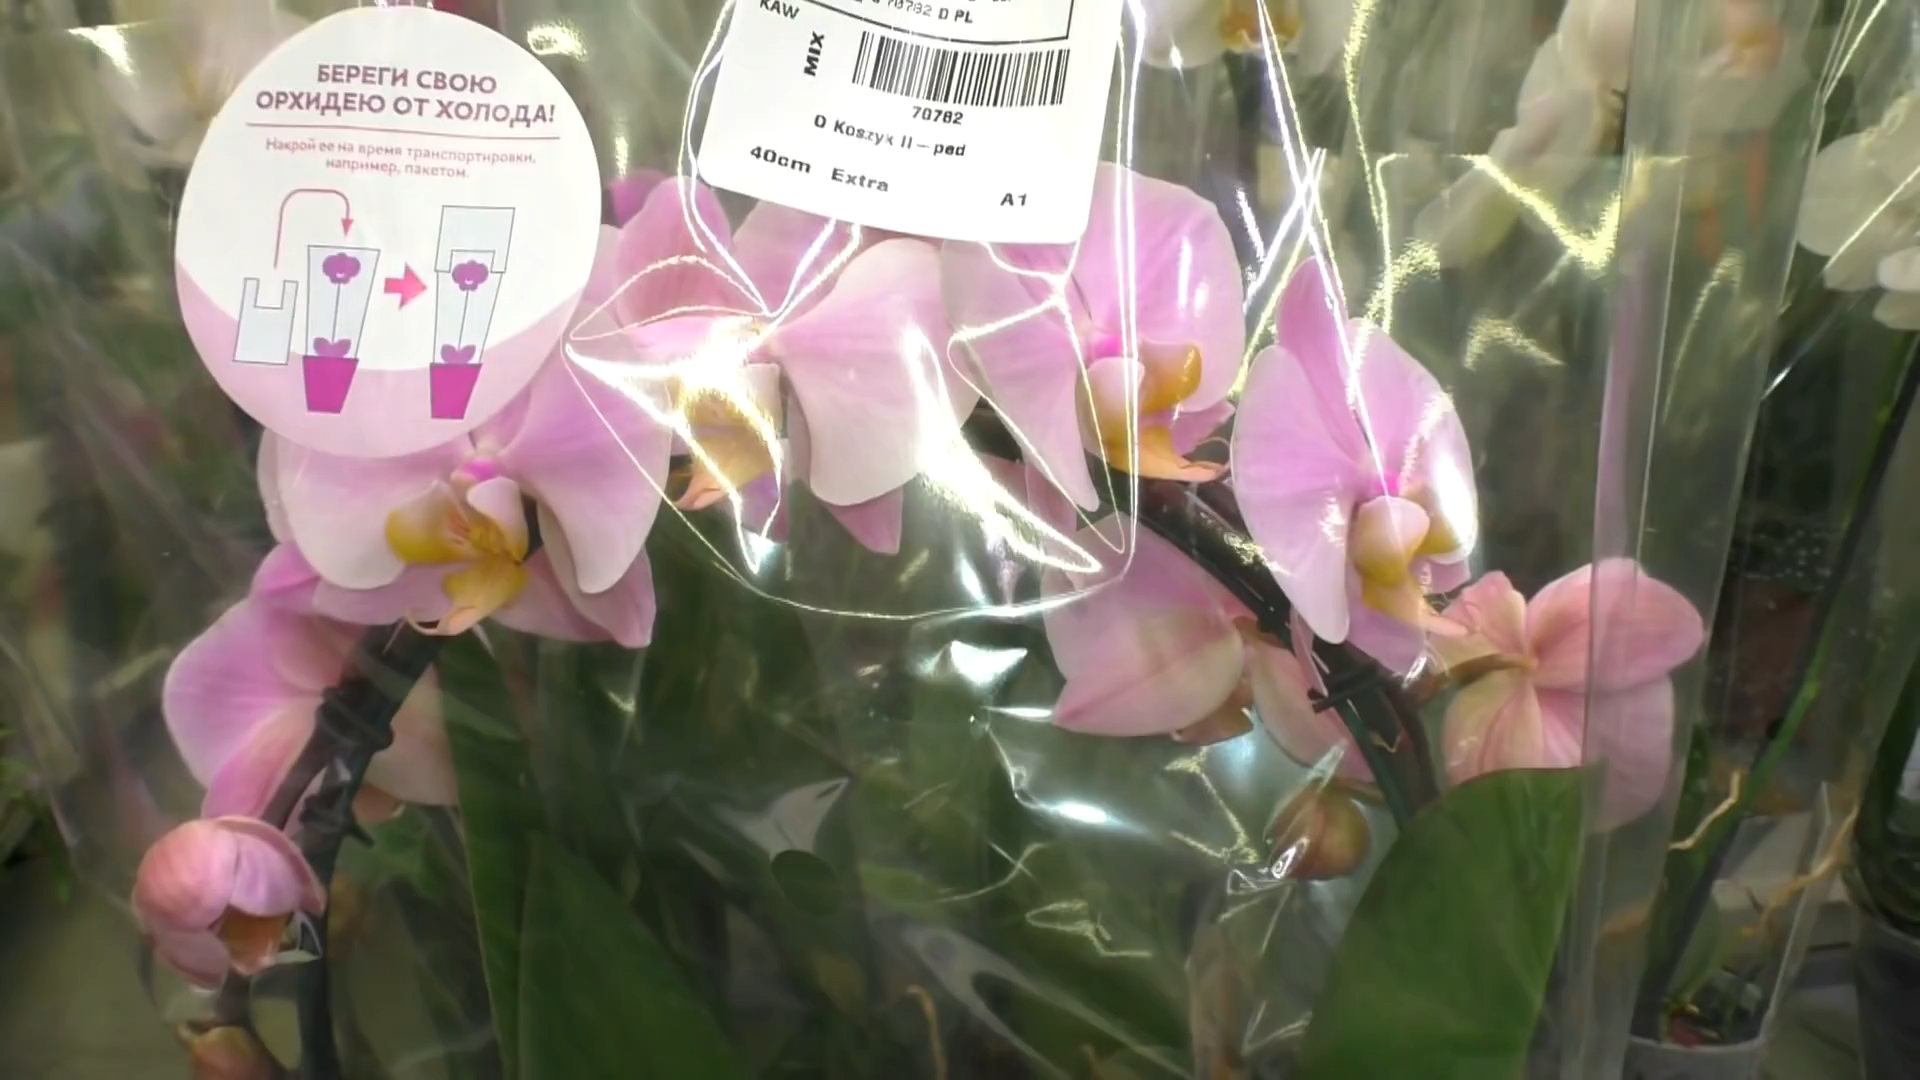 БЕРЕГИ СВОЮ
ОРХИДЕЮ ОТ ХОЛОДА!
Накрой ее на время транспортировки,
например, пакетом.
70782 D PL
KAW
MIX
70782
O Koszyk II - ped
40cm Extra A1